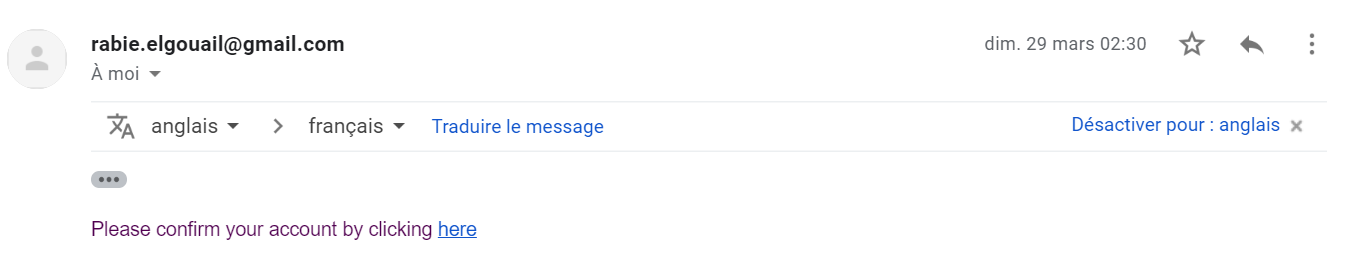 rabie.elgouail@gmail.com
dim. 29 mars 02:30
À moi
anglais > français Traduire le message Désactiver pour : anglais ×
•••
Please confirm your account by clicking here